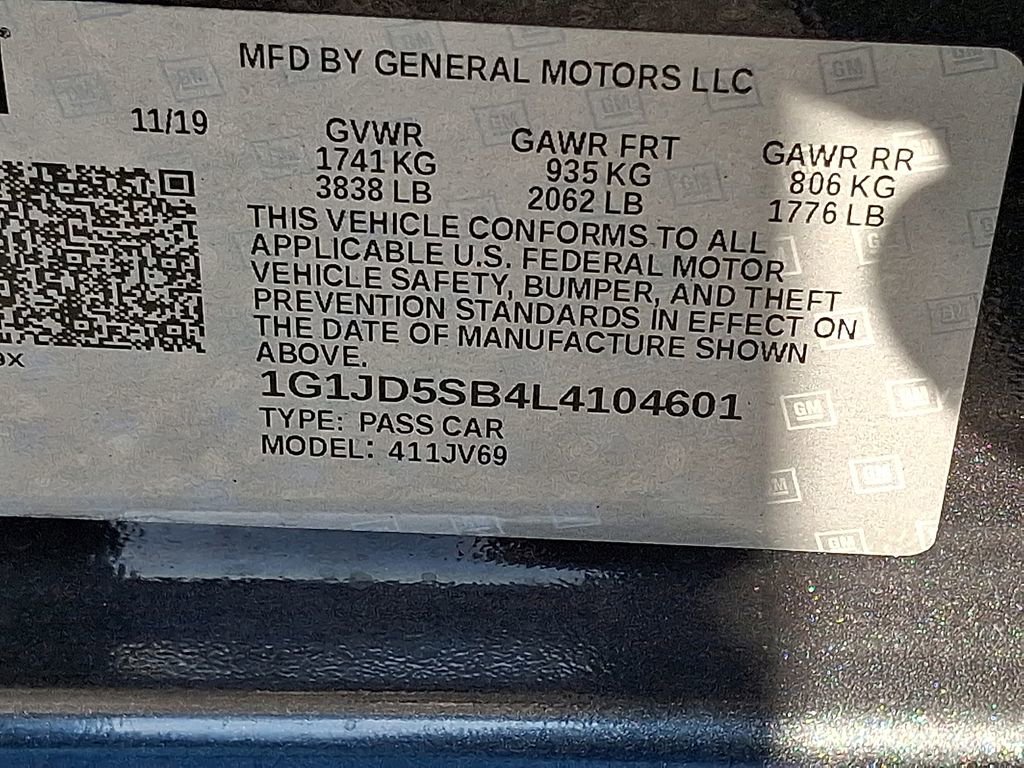 MFD BY GENERAL MOTORS LLC
11/19
GVWR
1741 KG
3838 LB
GAWR FRT
935 KG
2062 LB
GAWR RR
806 KG
1776 LB
THIS VEHICLE CONFORMS TO ALL
APPLICABLE U.S. FEDERAL MOTOR
VEHICLE SAFETY, BUMPER, AND THEFT
PREVENTION STANDARDS IN EFFECT ON
THE DATE OF MANUFACTURE SHOWN
ABOVE.
1G1JD5SB4L4104601
TYPE: PASS CAR
MODEL: 411JV69
GM